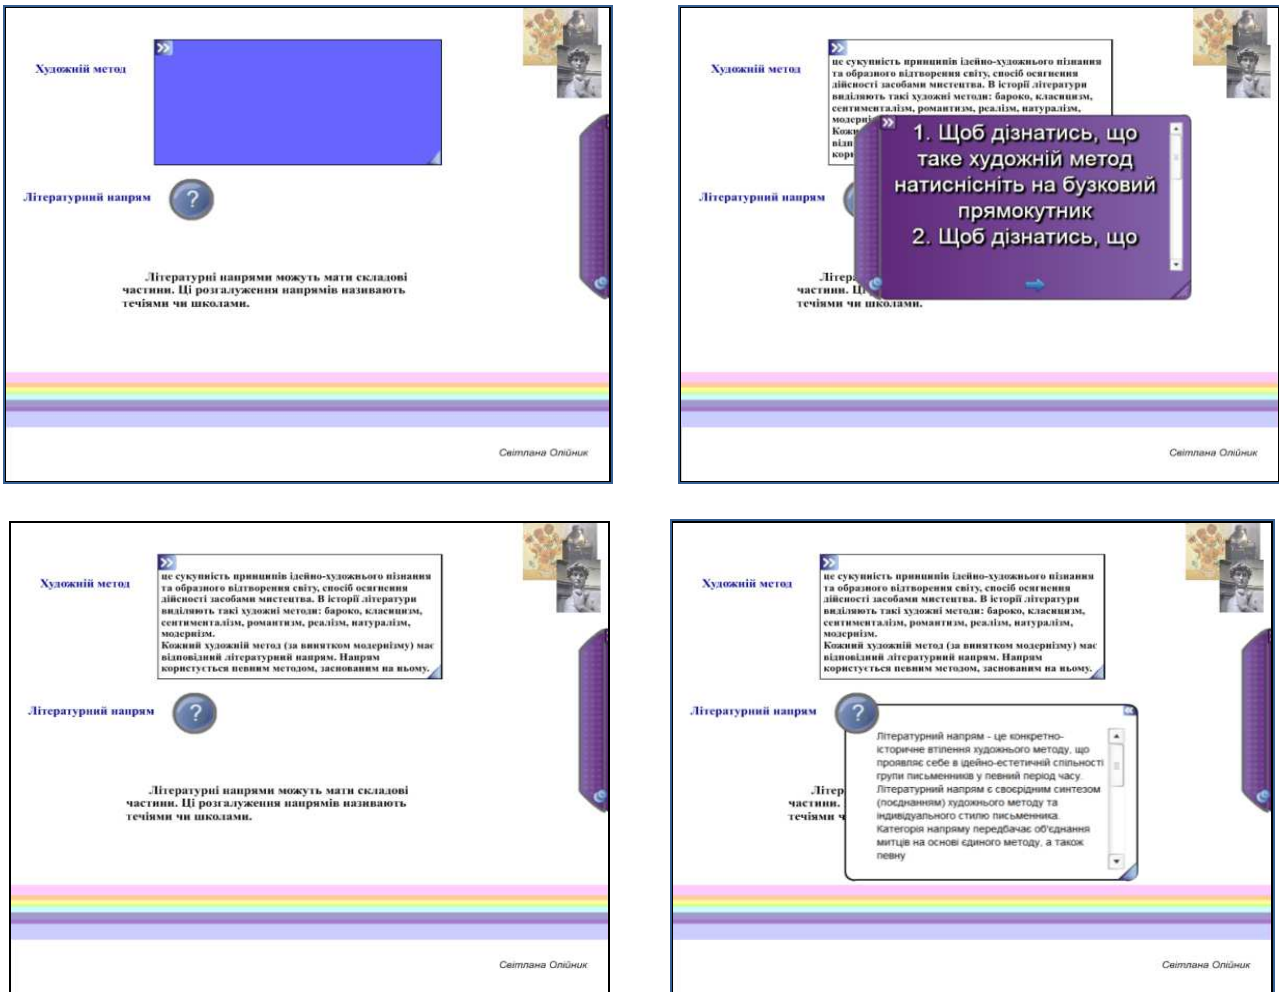 Художній метод
Літературний напрям
?
Літературні напрями можуть мати складові
частини. Ці розгалуження напрямів називають
течіями чи школами.
Світлана Олійник
Художній метод
це сукупність принципів ідейно-художнього пізнання
та образного відтворення світу, спосіб осягнення
дійсності засобами мистецтва. В історії літератури
виділяють такі художні методи: бароко, класицизм,
сентименталізм, романтизм, реалізм, натуралізм,
1. Щоб дізнатись, що
таке художній метод
натисніcніть на бузковий
прямокутник
2. Щоб дізнатись, що
Літературний напрям
частини.
течіями чи школами.
Світлана Олійник
Художній метод
це сукупність принципів ідейно-художнього пізнання
та образного відтворення світу, спосіб осягнення
дійсності засобами мистецтва. В історії літератури
виділяють такі художні методи: бароко, класицизм,
сентименталізм, романтизм, реалізм, натуралізм,
модернізм.
Кожний художній метод (за винятком модернізму) має
відповідний літературний напрям. Напрям
користується певним методом, заснованим на ньому.
Літературний напрям
?
Літературні напрями можуть мати складові
частини. Ці розгалуження напрямів називають
течіями чи школами.
Світлана Олійник
Художній метод
це сукупність принципів ідейно-художнього пізнання
та образного відтворення світу, спосіб осягнення
дійсності засобами мистецтва. В історії літератури
виділяють такі художні методи: бароко, класицизм,
сентименталізм, романтизм, реалізм, натуралізм,
модернізм.
Кожний художній метод (за винятком модернізму) має
відповідний літературний напрям. Напрям
користується певним методом, заснованим на ньому.
Літературний напрям
?
Літературний напрям - це конкретно-
історичне втілення художнього методу, що
проявляє себе в ідейно-естетичній спільності
групи письменників у певний період часу.
Літературний напрям є своєрідним синтезом
(поєднанням) художнього методу та
індивідуального стилю письменника.
Категорія напряму передбачає об'єднання
митців на основі єдиного методу, а також
певну
частини.
течіями
Світлана Олійник